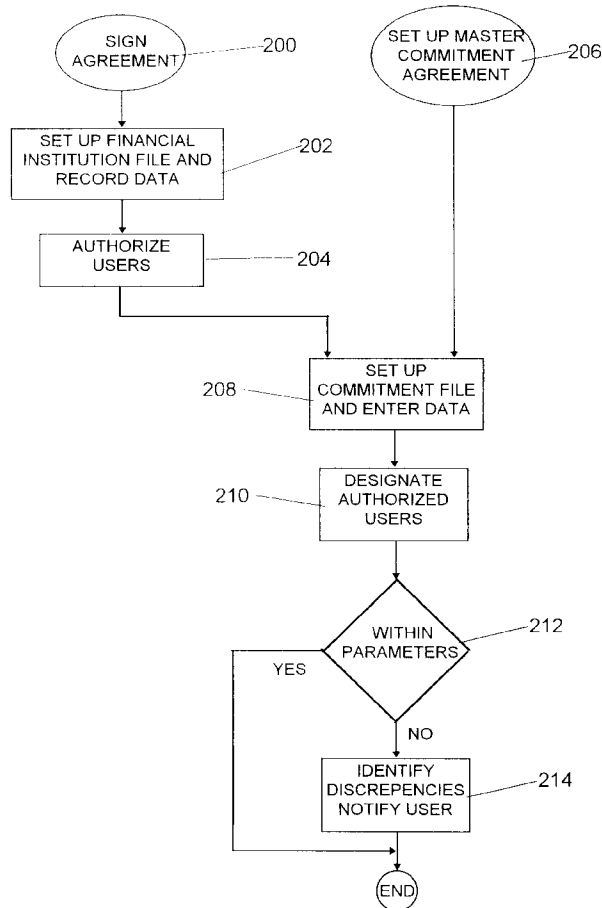 SIGN
AGREEMENT
200
SET UP MASTER
COMMITMENT
AGREEMENT
206
SET UP FINANCIAL
INSTITUTION FILE AND
RECORD DATA
202
AUTHORIZE
USERS
204
SET UP
COMMITMENT FILE
AND ENTER DATA
208
DESIGNATE
AUTHORIZED
USERS
210
WITHIN
PARAMETERS
212
YES
NO
IDENTIFY
DISCREPENCIES
NOTIFY USER
214
END